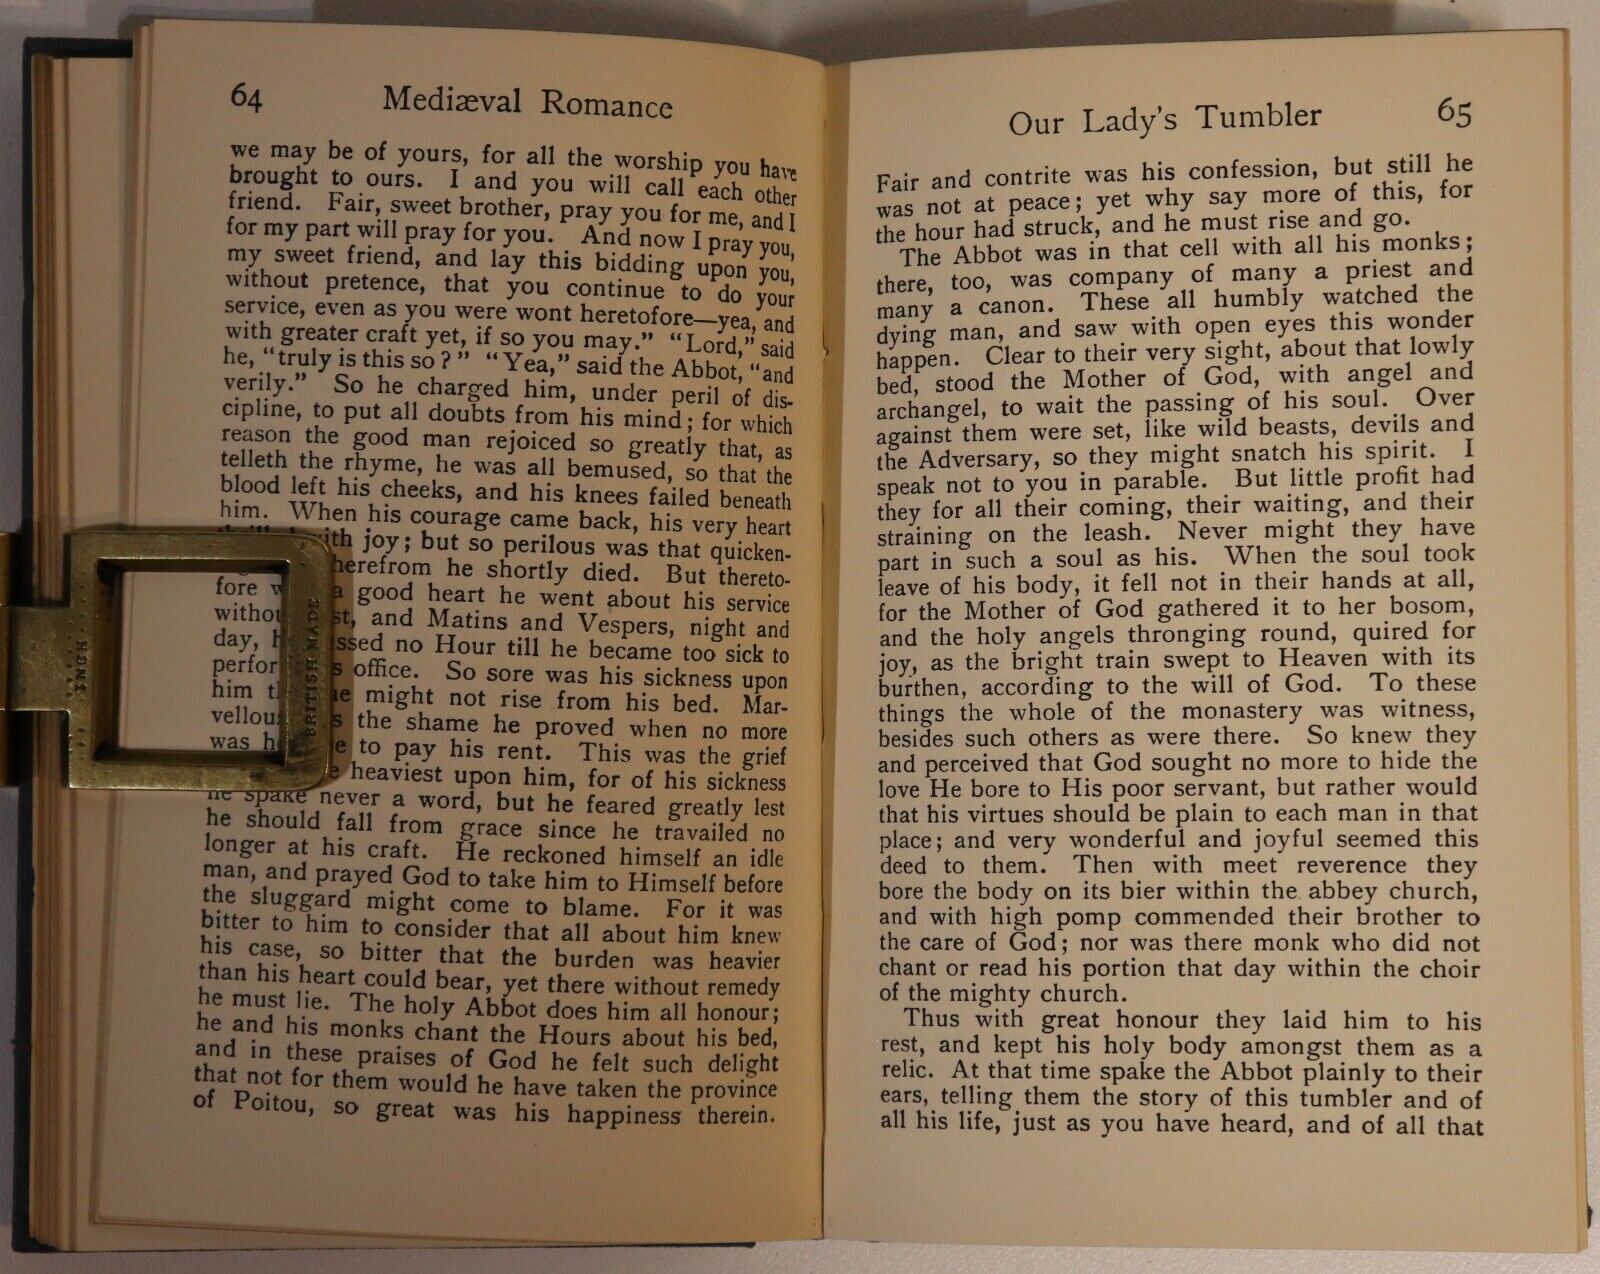 64 Mediæval Romance
we may be of yours, for all the worship you have
brought to ours. I and you will call each other
friend. Fair, sweet brother, pray you for me, and I
for my part will pray for you. And now I pray you,
my sweet friend, and lay this bidding upon you,
without pretence, that you continue to do your
service, even as you were wont heretofore—yea, and
with greater craft yet, if so you may." "Lord," said
he, "truly is this so?" "Yea," said the Abbot, "and
verily." So he charged him, under peril of dis-
cipline, to put all doubts from his mind; for which
reason the good man rejoiced so greatly that, as
telleth the rhyme, he was all bemused, so that the
blood left his cheeks, and his knees failed beneath
him. When his courage came back, his very heart
with joy; but so perilous was that quicken-
herefrom he shortly died. But thereto-
fore a good heart he went about his service
and Matins and Vespers, night and
day, no Hour till he became too sick to
office. So sore was his sickness upon
him might not rise from his bed. Mar-
the shame he proved when no more
was to pay his rent. This was the grief
heaviest upon him, for of his sickness
he spake never a word, but he feared greatly lest
he should fall from grace since he travailed no
longer at his craft. He reckoned himself an idle
man, and prayed God to take him to Himself before
the sluggard might come to blame. For it was
bitter to him to consider that all about him knew
his case, so bitter that the burden was heavier
than his heart could bear, yet there without remedy
he must lie. The holy Abbot does him all honour;
he and his monks chant the Hours about his bed,
and in these praises of God he felt such delight
that not for them would he have taken the province
of Poitou, so great was his happiness therein.
INCH
BRITISH MADE
Our Lady's Tumbler 65
Fair and contrite was his confession, but still he
was not at peace; yet why say more of this, for
the hour had struck, and he must rise and go.
The Abbot was in that cell with all his monks;
there, too, was company of many a priest and
many a canon. These all humbly watched the
dying man, and saw with open eyes this wonder
happen. Clear to their very sight, about that lowly
bed, stood the Mother of God, with angel and
archangel, to wait the passing of his soul. Over
against them were set, like wild beasts, devils and
the Adversary, so they might snatch his spirit. I
speak not to you in parable. But little profit had
they for all their coming, their waiting, and their
straining on the leash. Never might they have
part in such a soul as his. When the soul took
leave of his body, it fell not in their hands at all,
for the Mother of God gathered it to her bosom,
and the holy angels thronging round, quired for
joy, as the bright train swept to Heaven with its
burthen, according to the will of God. To these
things the whole of the monastery was witness,
besides such others as were there. So knew they
and perceived that God sought no more to hide the
love He bore to His poor servant, but rather would
that his virtues should be plain to each man in that
place; and very wonderful and joyful seemed this
deed to them. Then with meet reverence they
bore the body on its bier within the abbey church,
and with high pomp commended their brother to
the care of God; nor was there monk who did not
chant or read his portion that day within the choir
of the mighty church.
Thus with great honour they laid him to his
rest, and kept his holy body amongst them as a
relic. At that time spake the Abbot plainly to their
ears, telling them the story of this tumbler and of
all his life, just as you have heard, and of all that